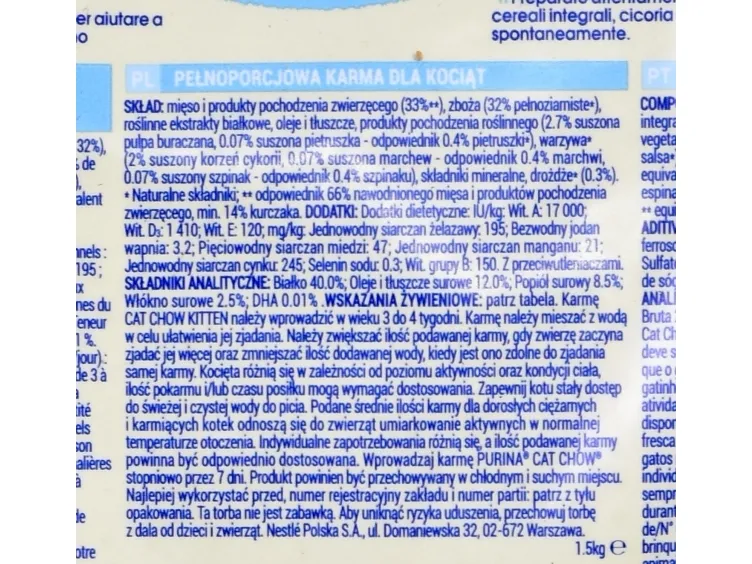 er aiutare a
cereali integrali, cicoria
spontaneamente.
PL PEŁNOPORCJOWA KARMA DLA KOCIĄT
SKŁAD: mięso i produkty pochodzenia zwierzęcego (33%**), zboża (32% pełnoziarniste*),
roślinne ekstrakty białkowe, oleje i tłuszcze, produkty pochodzenia roślinnego (2.7% suszona
pulpa buraczana, 0.07% suszona pietruszka - odpowiednik 0.4% pietruszki*), warzywa*
(2% suszony korzeń cykorii, 0.07% suszona marchew - odpowiednik 0.4% marchwi,
0.07% suszony szpinak - odpowiednik 0.4% szpinaku), składniki mineralne, drożdże* (0.3%).
* Naturalne składniki; ** odpowiednik 66% nawodnionego mięsa i produktów pochodzenia
zwierzęcego, min. 14% kurczaka. DODATKI: Dodatki dietetyczne: IU/kg: Wit. A: 17 000;
Wit. D₃: 1 410; Wit. E: 120; mg/kg: Jednowodny siarczan żelazawy: 195; Bezwodny jodan
wapnia: 3,2; Pięciowodny siarczan miedzi: 47; Jednowodny siarczan manganu: 21;
Jednowodny siarczan cynku: 245; Selenin sodu: 0.3; Wit. grupy B: 150. Z przeciwutleniaczami.
SKŁADNIKI ANALITYCZNE: Białko 40.0%; Oleje i tłuszcze surowe 12.0%; Popiół surowy 8.5%;
Włókno surowe 2.5%; DHA 0.01% .WSKAZANIA ŻYWIENIOWE: patrz tabela. Karmę
CAT CHOW KITTEN należy wprowadzić w wieku 3 do 4 tygodni. Karmę należy mieszać z wodą
w celu ułatwienia jej zjadania. Należy zwiększać ilość podawanej karmy, gdy zwierzę zaczyna
zjadać jej więcej oraz zmniejszać ilość dodawanej wody, kiedy jest ono zdolne do zjadania
samej karmy. Kocięta różnią się w zależności od poziomu aktywności oraz kondycji ciała,
ilość pokarmu i/lub czasu posiłku mogą wymagać dostosowania. Zapewnij kotu stały dostęp
do świeżej i czystej wody do picia. Podane średnie ilości karmy dla dorosłych ciężarnych
i karmiących kotek odnoszą się do zwierząt umiarkowanie aktywnych w normalnej
temperaturze otoczenia. Indywidualne zapotrzebowania różnią się, a ilość podawanej karmy
powinna być odpowiednio dostosowana. Wprowadzaj karmę PURINA® CAT CHOW®
stopniowo przez 7 dni. Produkt powinien być przechowywany w chłodnym i suchym miejscu.
Najlepiej wykorzystać przed, numer rejestracyjny zakładu i numer partii: patrz z tyłu
opakowania. Ta torba nie jest zabawką. Aby uniknąć ryzyka uduszenia, przechowuj torbę
z dala od dzieci i zwierząt. Nestlé Polska S.A., ul. Domaniewska 32, 02-672 Warszawa.
1.5kg ℮
PT